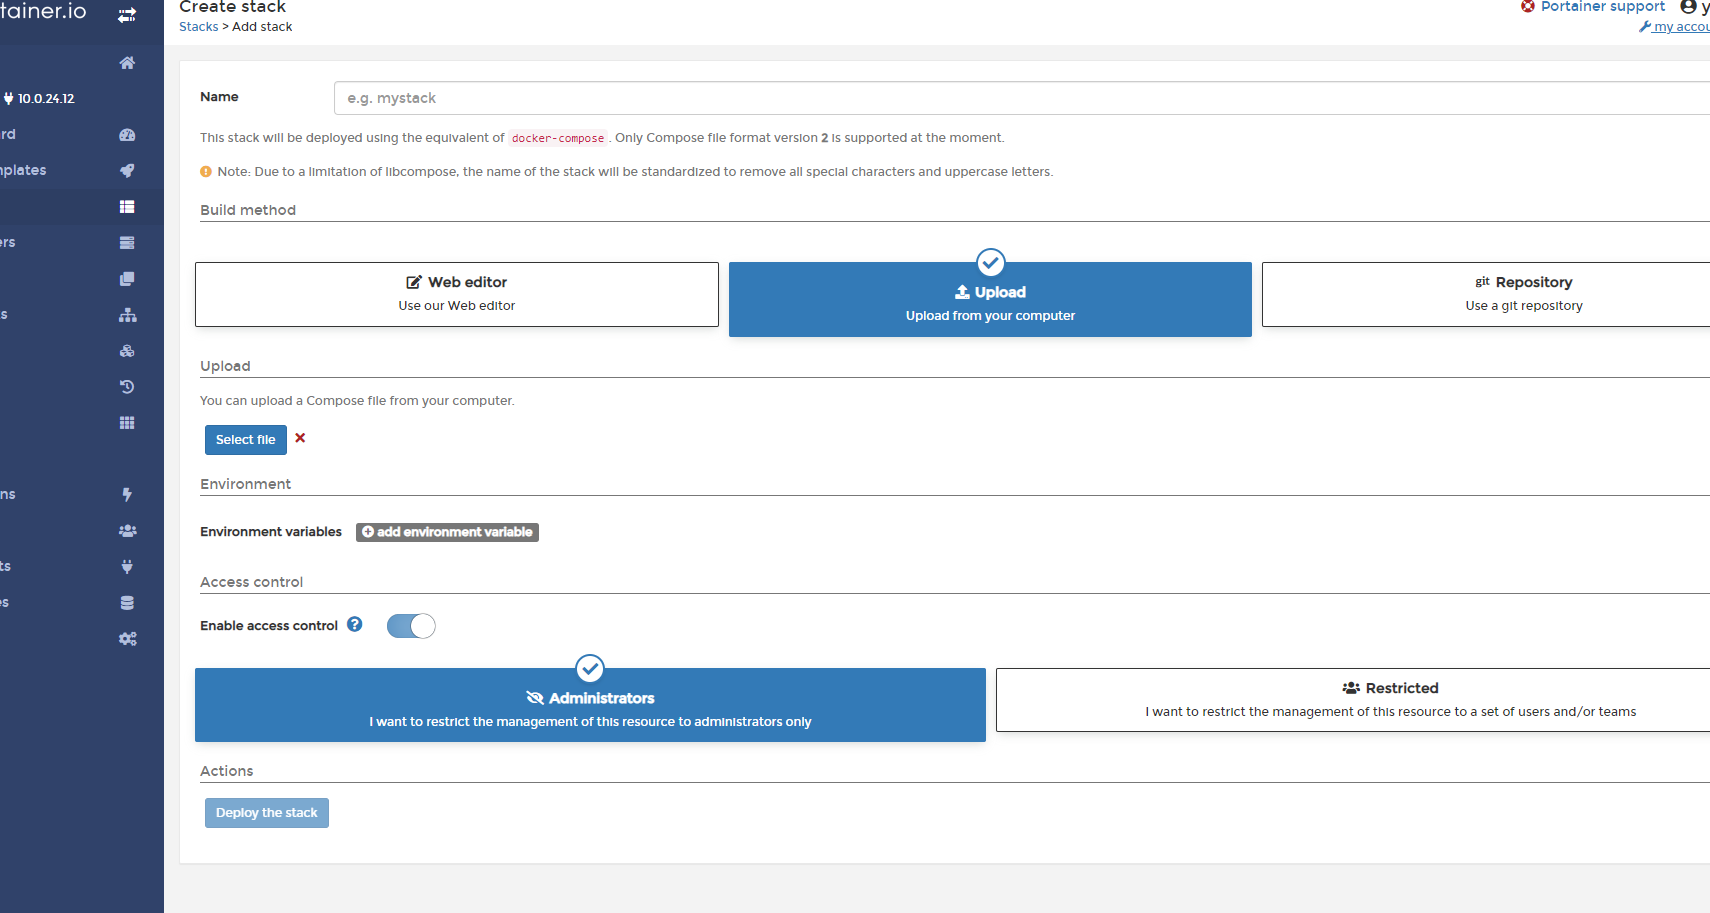 tainer.io
Create stack
Portainer support
Stacks > Add stack
my accou
10.0.24.12
rd
nplates
ers
s
ns
ts
es
Name
e.g. mystack
This stack will be deployed using the equivalent of docker-compose. Only Compose file format version 2 is supported at the moment.
Note: Due to a limitation of libcompose, the name of the stack will be standardized to remove all special characters and uppercase letters.
Build method
Web editor
Use our Web editor
Upload
Upload from your computer
git Repository
Use a git repository
Upload
You can upload a Compose file from your computer.
Select file
Environment
Environment variables
add environment variable
Access control
Enable access control
Administrators
I want to restrict the management of this resource to administrators only
Restricted
I want to restrict the management of this resource to a set of users and/or teams
Actions
Deploy the stack